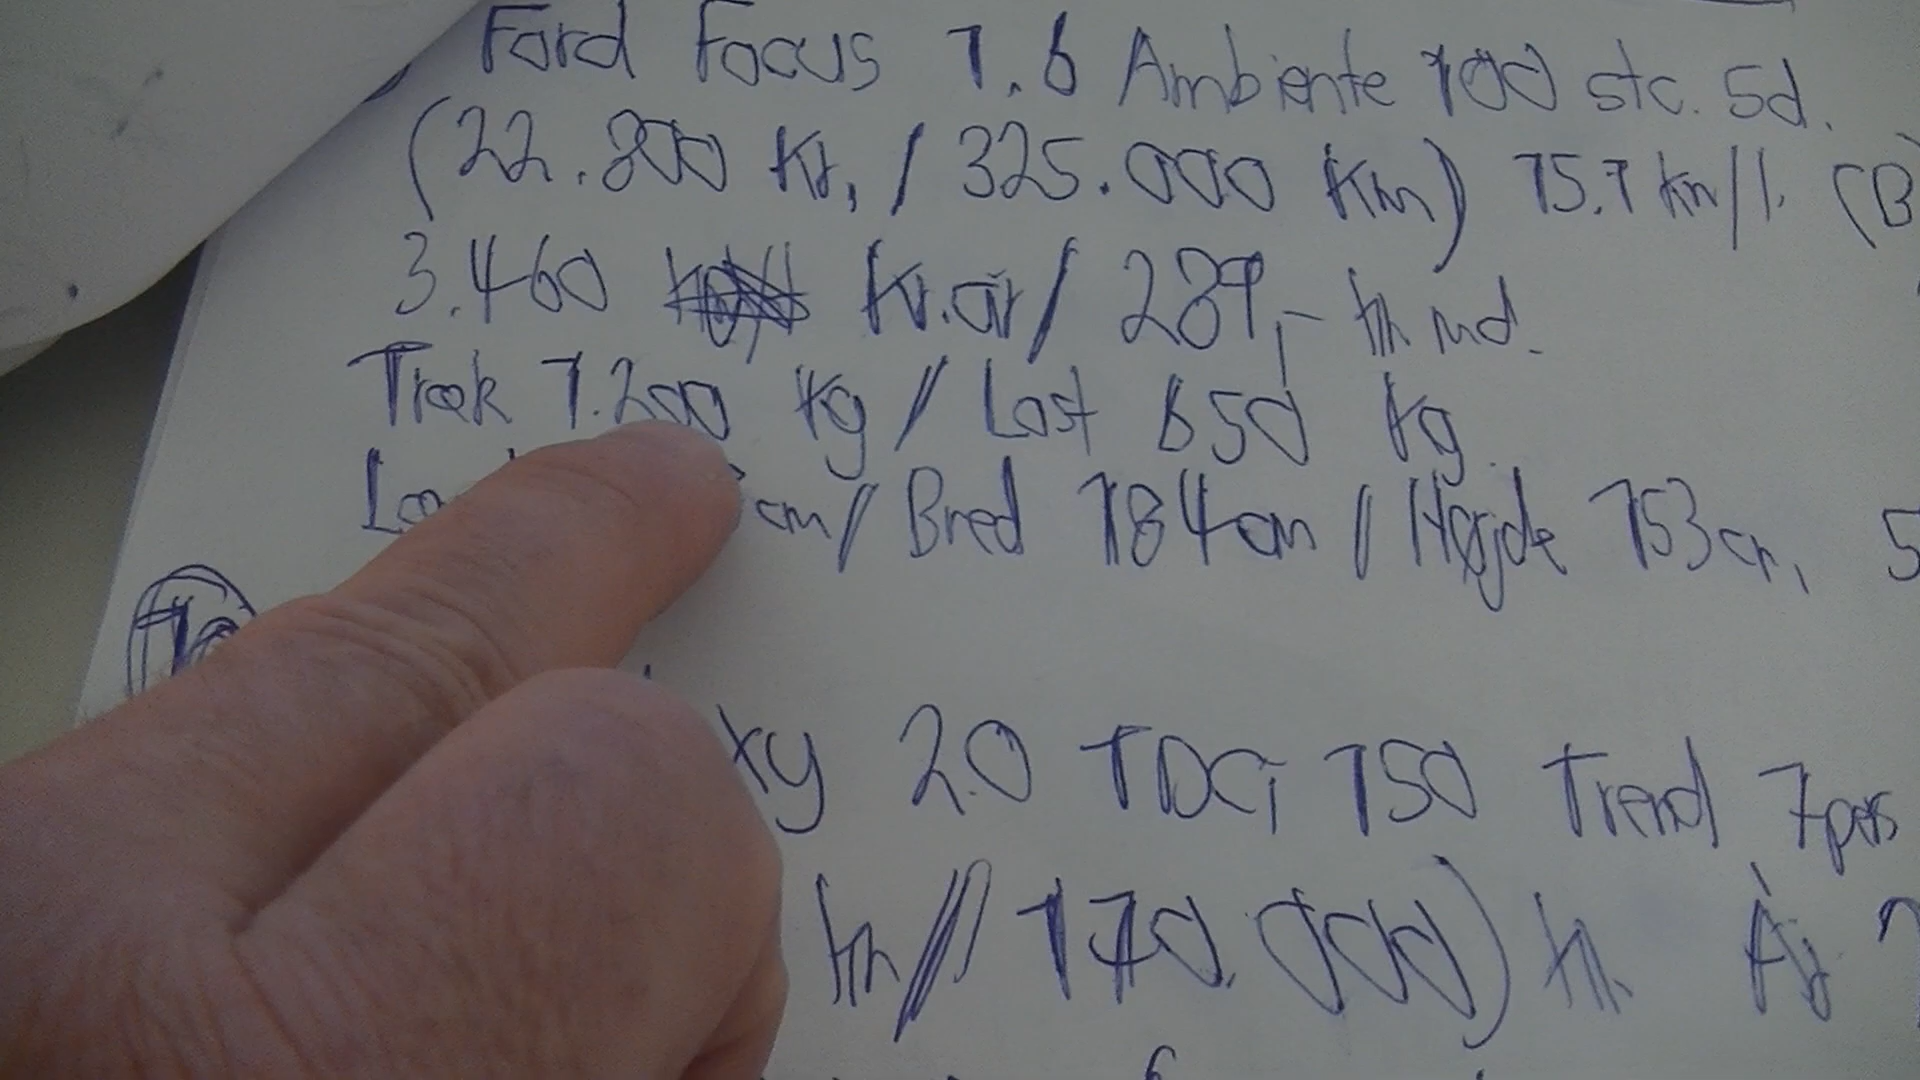 Ford Focus 1.6 Ambiente 100 stc. 5d.
(22.800 Kr. / 325.000 Km) 15.1 km/l. (B
3.460 Kr.år / 289,- kr. md.
Træk 1.200 kg / Last 650 kg
cm / Bred 184 cm / Højde 153 cm, 5
xy 2.0 TDCi 150 Trend 7 pers
kr / 170.000) År